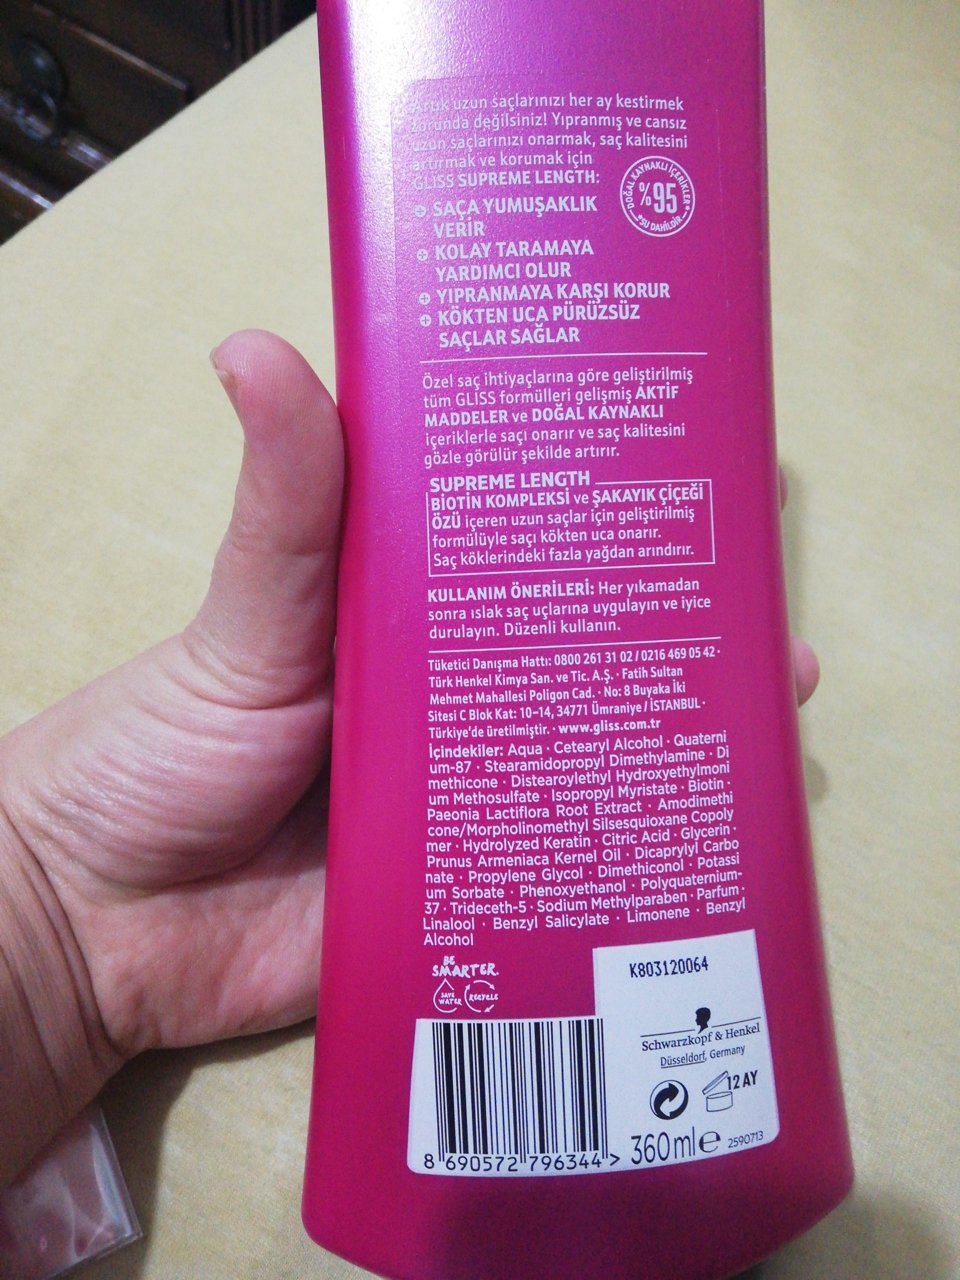 Artık uzun saçlarınızı her ay kestirmek
zorunda değilsiniz! Yıpranmış ve cansız
uzun saçlarınızı onarmak, saç kalitesini
artırmak ve korumak için
GLISS SUPREME LENGTH:
DOĞAL KAYNAKLI İÇERİKLER*
%95
*SU DAHİLDİR
SAÇA YUMUŞAKLIK
VERİR
KOLAY TARAMAYA
YARDIMCI OLUR
YIPRANMAYA KARŞI KORUR
KÖKTEN UCA PÜRÜZSÜZ
SAÇLAR SAĞLAR
Özel saç ihtiyaçlarına göre geliştirilmiş
tüm GLISS formülleri gelişmiş AKTİF
MADDELER ve DOĞAL KAYNAKLI
içeriklerle saçı onarır ve saç kalitesini
gözle görülür şekilde artırır.
SUPREME LENGTH
BİOTİN KOMPLEKSİ ve ŞAKAYIK ÇİÇEĞİ
ÖZÜ içeren uzun saçlar için geliştirilmiş
formülüyle saçı kökten uca onarır.
Saç köklerindeki fazla yağdan arındırır.
KULLANIM ÖNERİLERİ: Her yıkamadan
sonra ıslak saç uçlarına uygulayın ve iyice
durulayın. Düzenli kullanın.
Tüketici Danışma Hattı: 0800 261 31 02 / 0216 469 05 42 ·
Türk Henkel Kimya San. ve Tic. A.Ş. · Fatih Sultan
Mehmet Mahallesi Poligon Cad. · No: 8 Buyaka İki
Sitesi C Blok Kat: 10–14, 34771 Ümraniye / İSTANBUL ·
Türkiye'de üretilmiştir. · www.gliss.com.tr
İçindekiler: Aqua · Cetearyl Alcohol · Quaterni
um-87 · Stearamidopropyl Dimethylamine · Di
methicone · Distearoylethyl Hydroxyethylmoni
um Methosulfate · Isopropyl Myristate · Biotin ·
Paeonia Lactiflora Root Extract · Amodimethi
cone/Morpholinomethyl Silsesquioxane Copoly
mer · Hydrolyzed Keratin · Citric Acid · Glycerin ·
Prunus Armeniaca Kernel Oil · Dicaprylyl Carbo
nate · Propylene Glycol · Dimethiconol · Potassi
um Sorbate · Phenoxyethanol · Polyquaternium-
37 · Trideceth-5 · Sodium Methylparaben · Parfum ·
Linalool · Benzyl Salicylate · Limonene · Benzyl
Alcohol
BE
SMARTER.
SAVE
WATER
RECYCLE
K803120064
Schwarzkopf & Henkel
Düsseldorf, Germany
12 AY
8 690572 796344 >
360 ml e
2590713